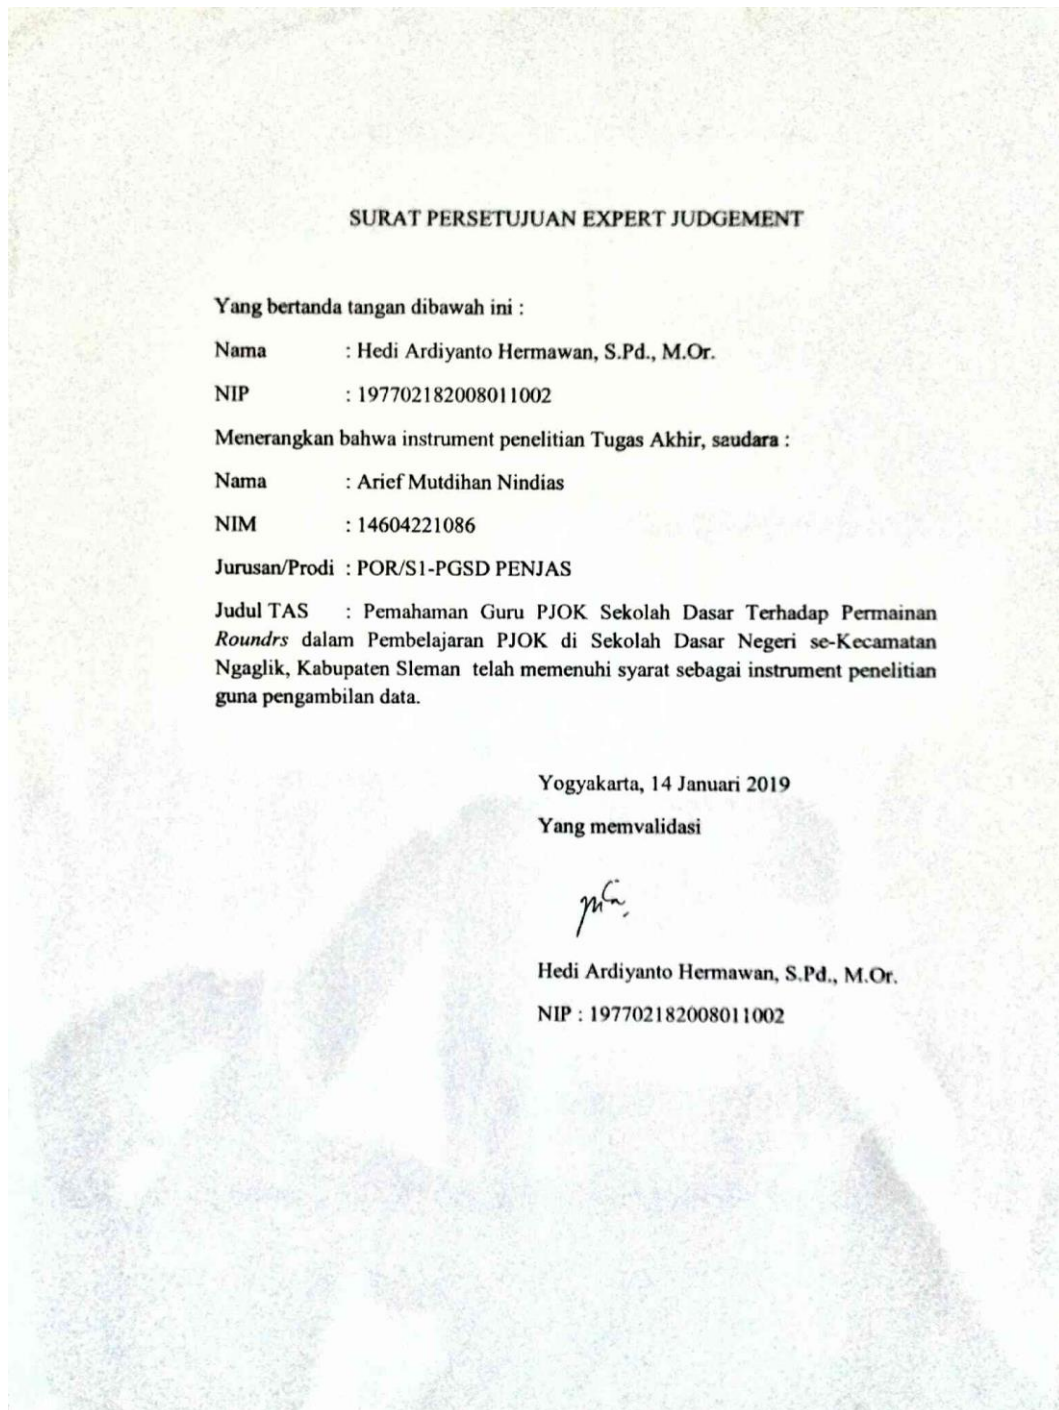 SURAT PERSETUJUAN EXPERT JUDGEMENT
Yang bertanda tangan dibawah ini :
Nama : Hedi Ardiyanto Hermawan, S.Pd., M.Or.
NIP : 197702182008011002
Menerangkan bahwa instrument penelitian Tugas Akhir, saudara :
Nama : Arief Mutdihan Nindias
NIM : 14604221086
Jurusan/Prodi : POR/S1-PGSD PENJAS
Judul TAS : Pemahaman Guru PJOK Sekolah Dasar Terhadap Permainan
Roundrs dalam Pembelajaran PJOK di Sekolah Dasar Negeri se-Kecamatan
Ngaglik, Kabupaten Sleman telah memenuhi syarat sebagai instrument penelitian
guna pengambilan data.
Yogyakarta, 14 Januari 2019
Yang memvalidasi
Hedi Ardiyanto Hermawan, S.Pd., M.Or.
NIP : 197702182008011002